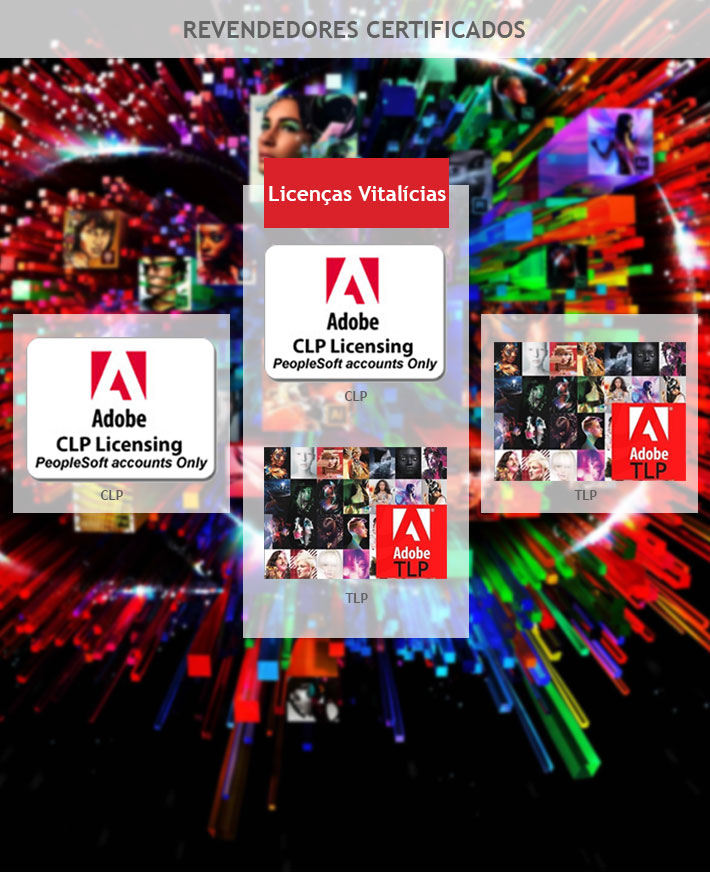 REVENDEDORES CERTIFICADOS
Licenças Vitalícias
Adobe
CLP Licensing
PeopleSoft accounts Only
CLP
Adobe
TLP
TLP
Adobe
CLP Licensing
PeopleSoft accounts Only
CLP
Adobe
TLP
TLP